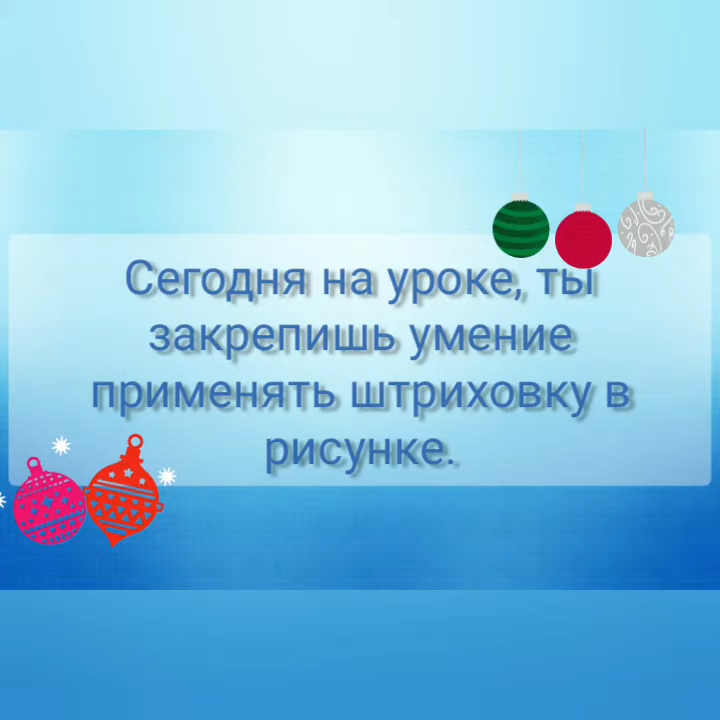 Сегодня на уроке, ты
закрепишь умение
применять штриховку в
рисунке.